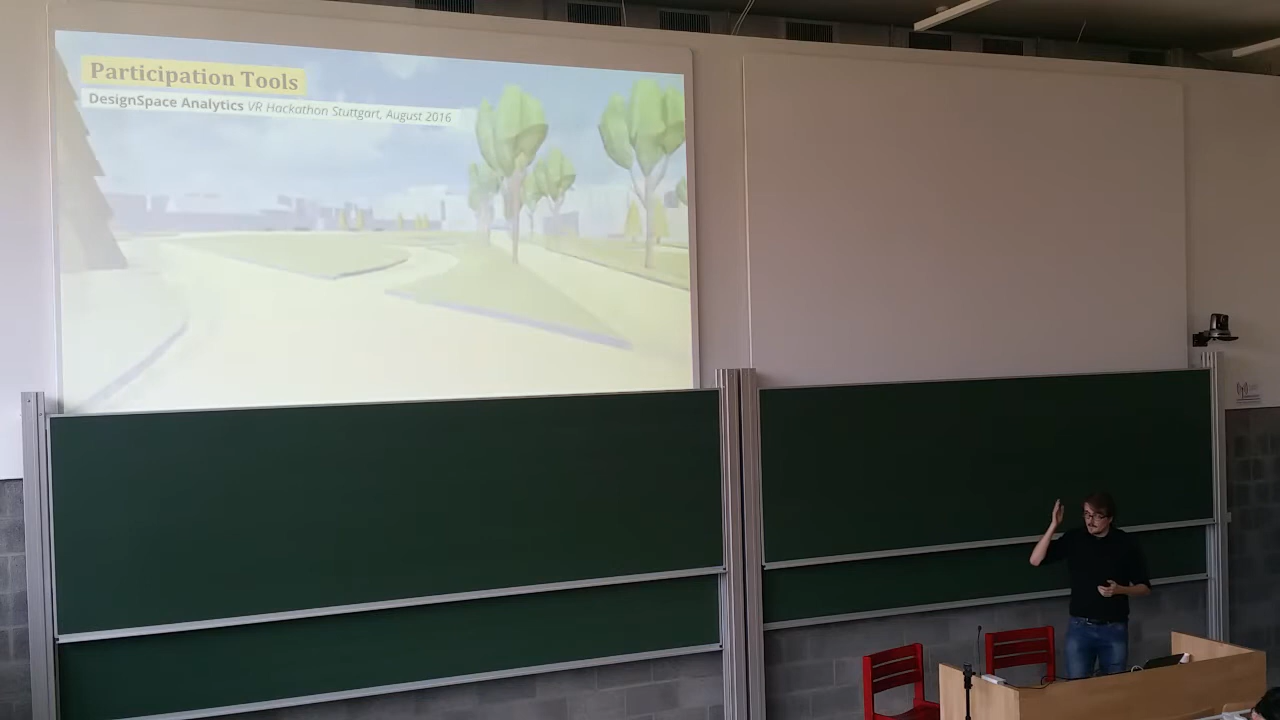 Participation Tools
DesignSpace Analytics VR Hackathon Stuttgart, August 2016